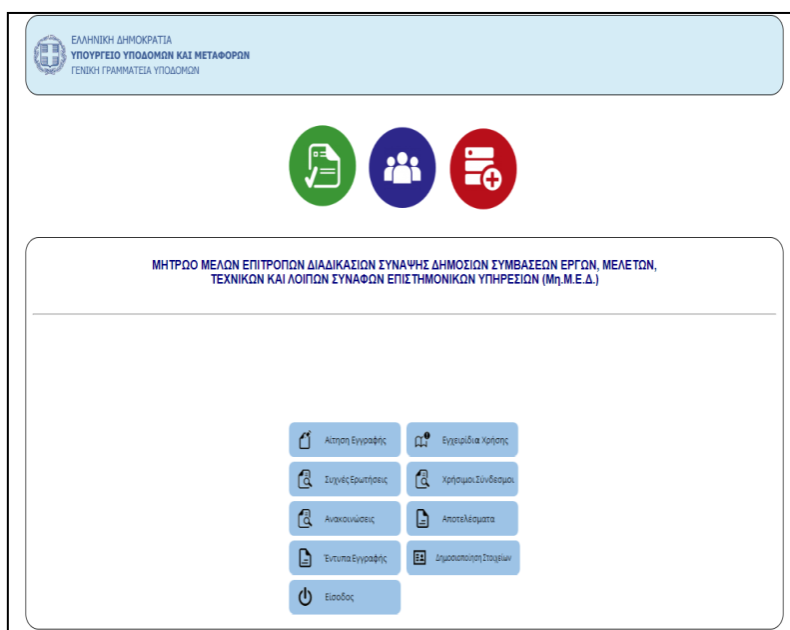 ΕΛΛΗΝΙΚΗ ΔΗΜΟΚΡΑΤΙΑ
ΥΠΟΥΡΓΕΙΟ ΥΠΟΔΟΜΩΝ ΚΑΙ ΜΕΤΑΦΟΡΩΝ
ΓΕΝΙΚΗ ΓΡΑΜΜΑΤΕΙΑ ΥΠΟΔΟΜΩΝ
ΜΗΤΡΩΟ ΜΕΛΩΝ ΕΠΙΤΡΟΠΩΝ ΔΙΑΔΙΚΑΣΙΩΝ ΣΥΝΑΨΗΣ ΔΗΜΟΣΙΩΝ ΣΥΜΒΑΣΕΩΝ ΕΡΓΩΝ, ΜΕΛΕΤΩΝ,
ΤΕΧΝΙΚΩΝ ΚΑΙ ΛΟΙΠΩΝ ΣΥΝΑΦΩΝ ΕΠΙΣΤΗΜΟΝΙΚΩΝ ΥΠΗΡΕΣΙΩΝ (Μη.Μ.Ε.Δ.)
Αίτηση Εγγραφής
Εγχειρίδια Χρήσης
Συχνές Ερωτήσεις
Χρήσιμοι Σύνδεσμοι
Ανακοινώσεις
Αποτελέσματα
Έντυπα Εγγραφής
Δημοσιοποίηση Στοιχείων
Είσοδος